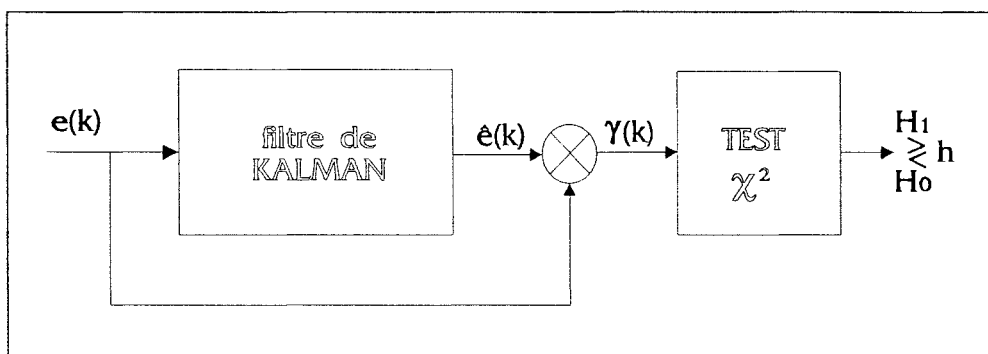 e(k)
filtre de
KALMAN
ê(k)
γ(k)
TEST
χ²
H1
≷ h
H0